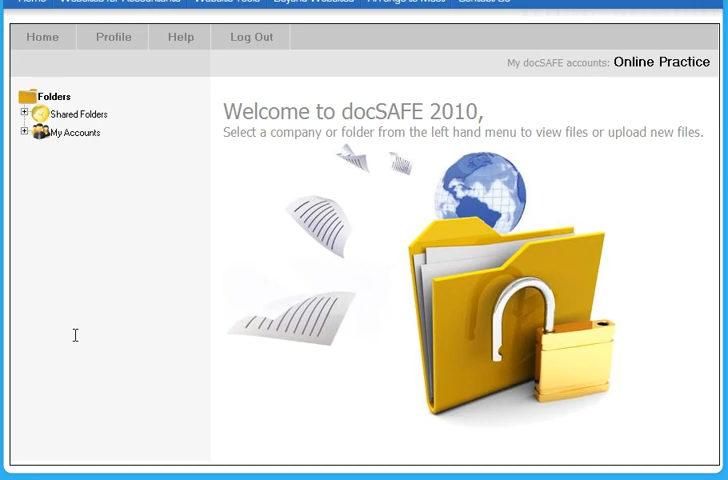 Home Profile Help Log Out
My docSAFE accounts: Online Practice
Folders
Shared Folders
My Accounts
Welcome to docSAFE 2010,
Select a company or folder from the left hand menu to view files or upload new files.